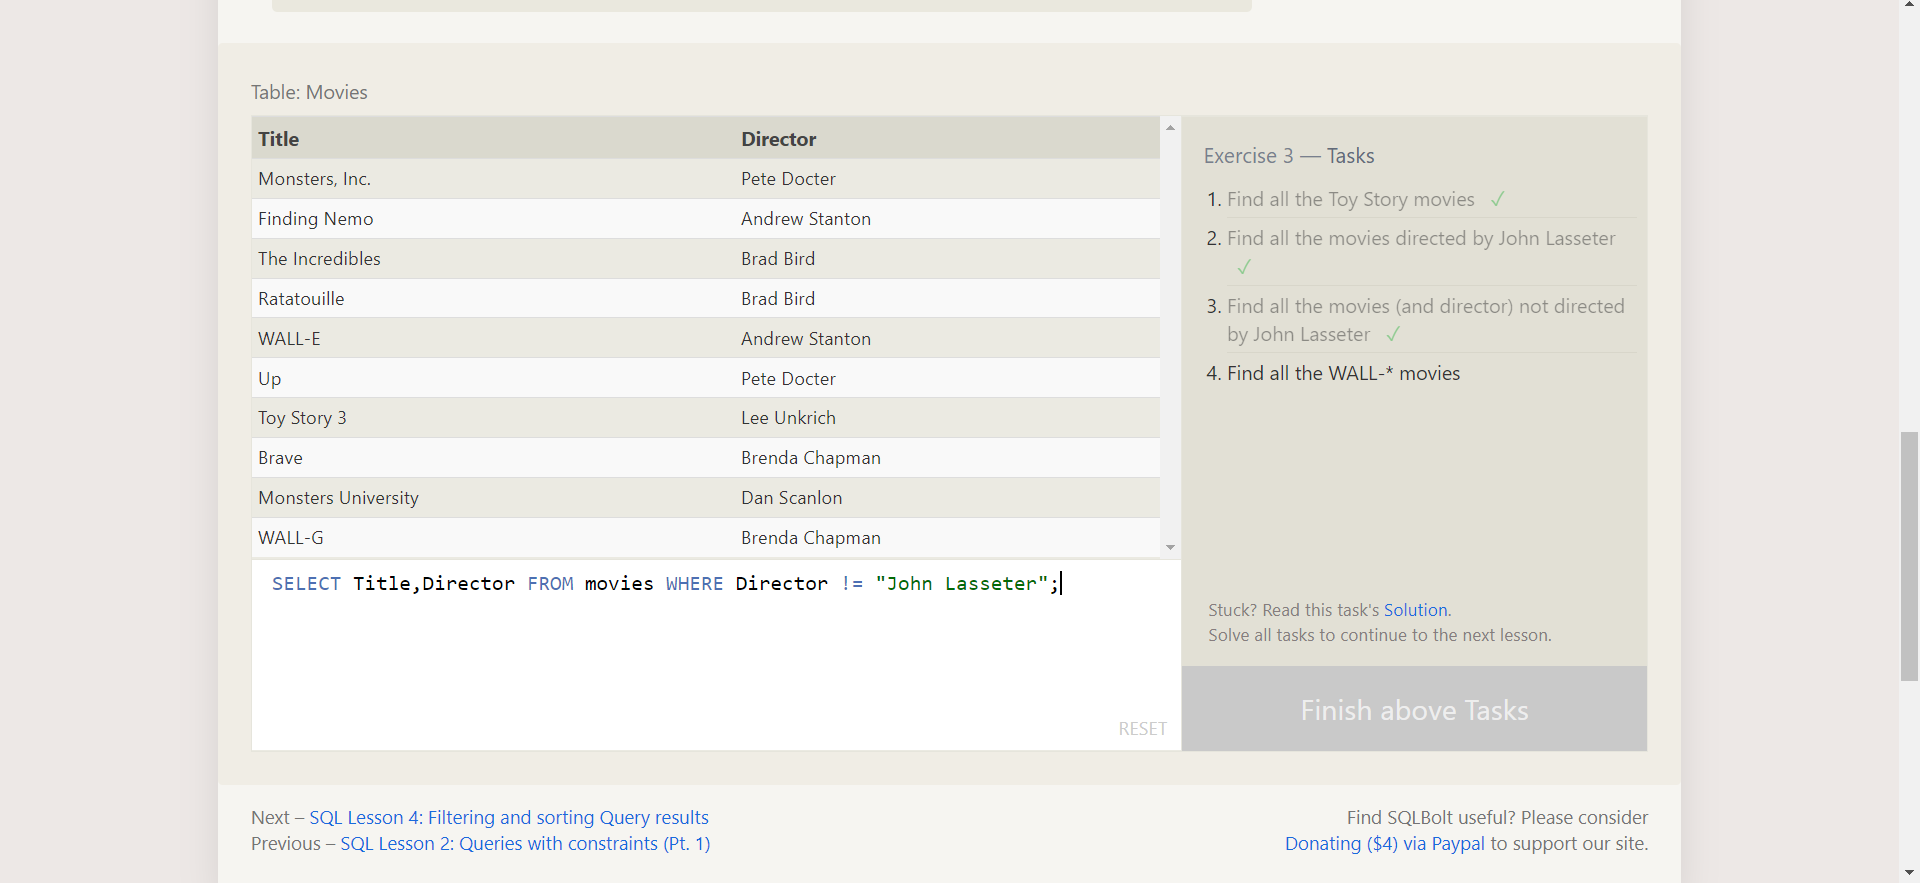 Table: Movies
Title Director
Monsters, Inc. Pete Docter
Finding Nemo Andrew Stanton
The Incredibles Brad Bird
Ratatouille Brad Bird
WALL-E Andrew Stanton
Up Pete Docter
Toy Story 3 Lee Unkrich
Brave Brenda Chapman
Monsters University Dan Scanlon
WALL-G Brenda Chapman
SELECT Title,Director FROM movies WHERE Director != "John Lasseter";
RESET
Exercise 3 — Tasks
1. Find all the Toy Story movies ✓
2. Find all the movies directed by John Lasseter
✓
3. Find all the movies (and director) not directed
by John Lasseter ✓
4. Find all the WALL-* movies
Stuck? Read this task's Solution.
Solve all tasks to continue to the next lesson.
Finish above Tasks
Next – SQL Lesson 4: Filtering and sorting Query results
Previous – SQL Lesson 2: Queries with constraints (Pt. 1)
Find SQLBolt useful? Please consider
Donating ($4) via Paypal to support our site.